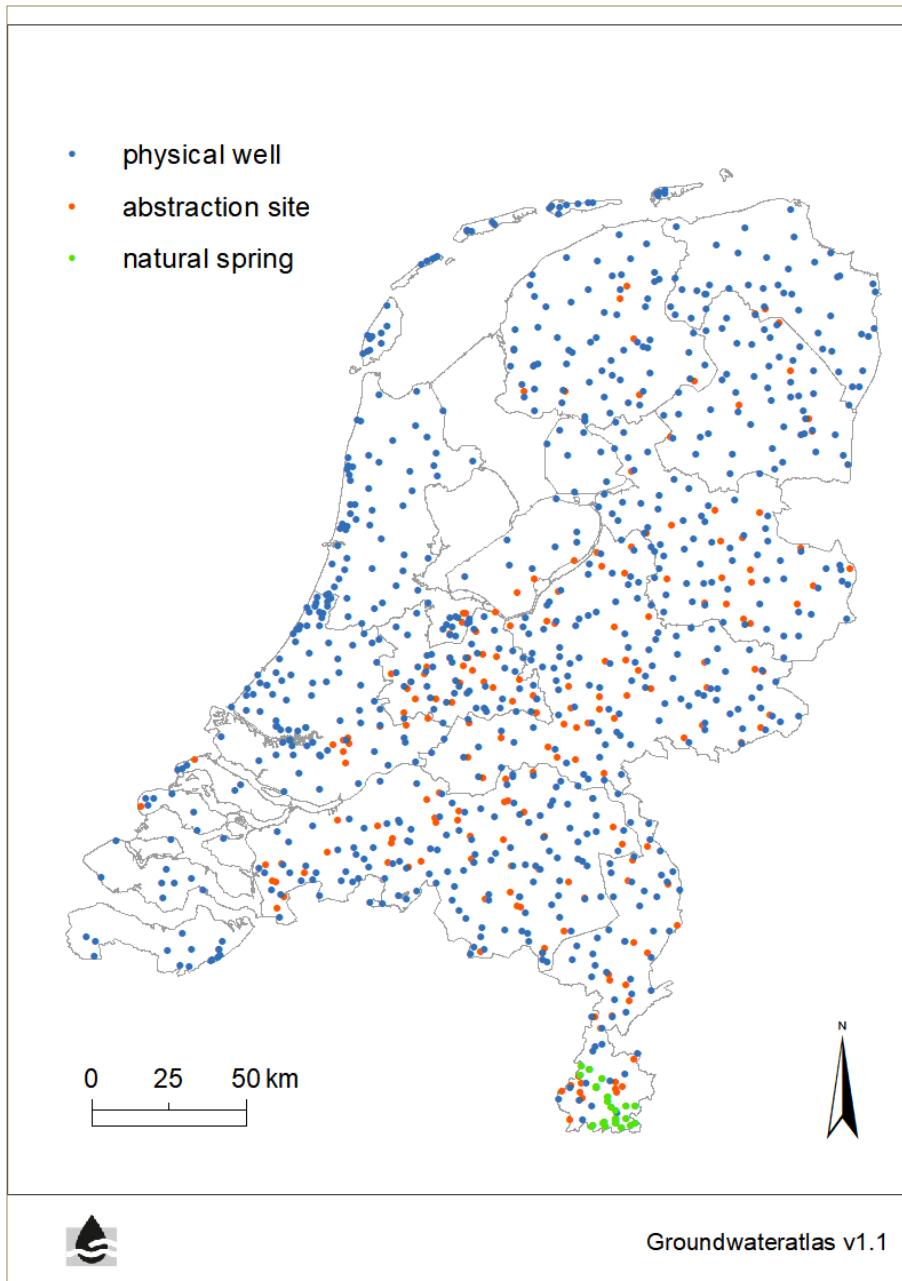 physical well
abstraction site
natural spring
N
0 25 50 km
Groundwateratlas v1.1